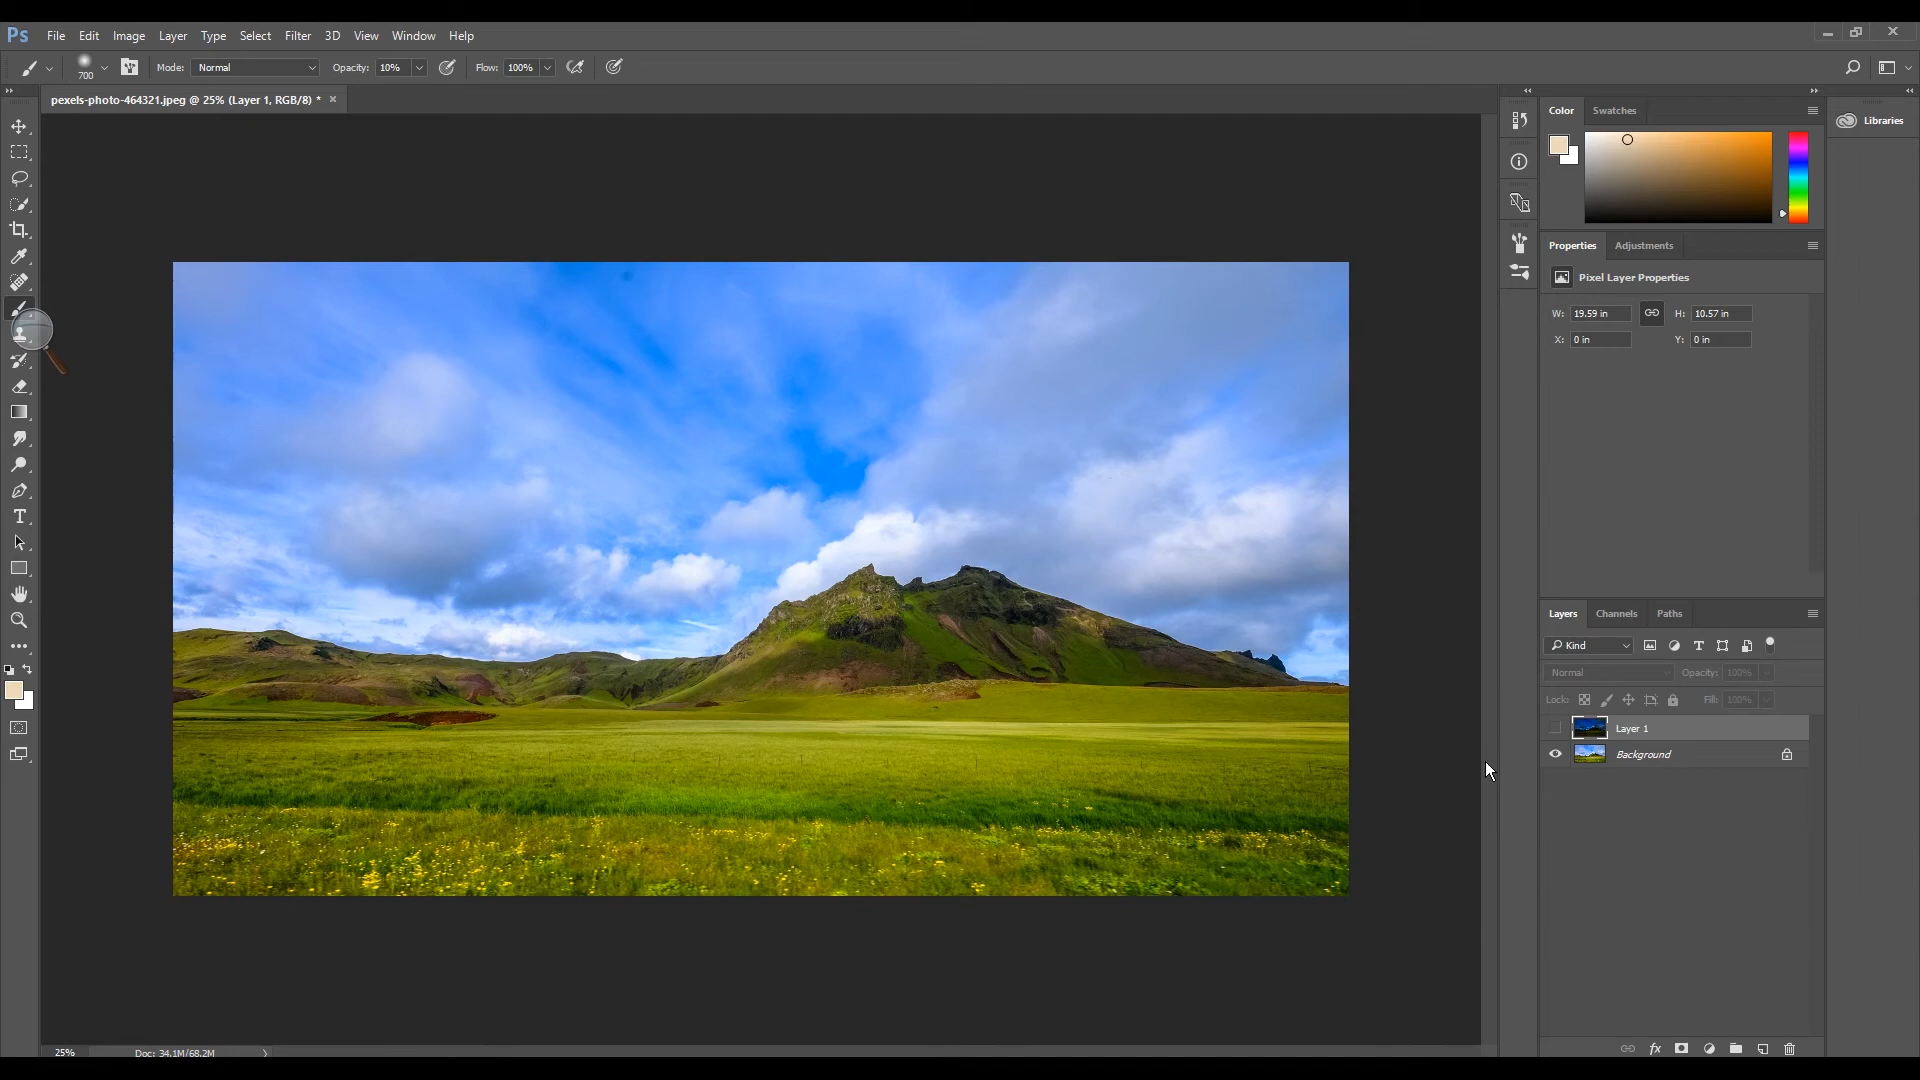 Ps File Edit Image Layer Type Select Filter 3D View Window Help
700 Mode: Normal Opacity: 10% Flow: 100%
pexels-photo-464321.jpeg @ 25% (Layer 1, RGB/8) * ×
Color Swatches
Libraries
Properties Adjustments
Pixel Layer Properties
W: 19.59 in H: 10.57 in
X: 0 in Y: 0 in
Layers Channels Paths
Kind
Normal Opacity: 100%
Lock: Fill: 100%
Layer 1
Background
25% Doc: 34.1M/68.2M